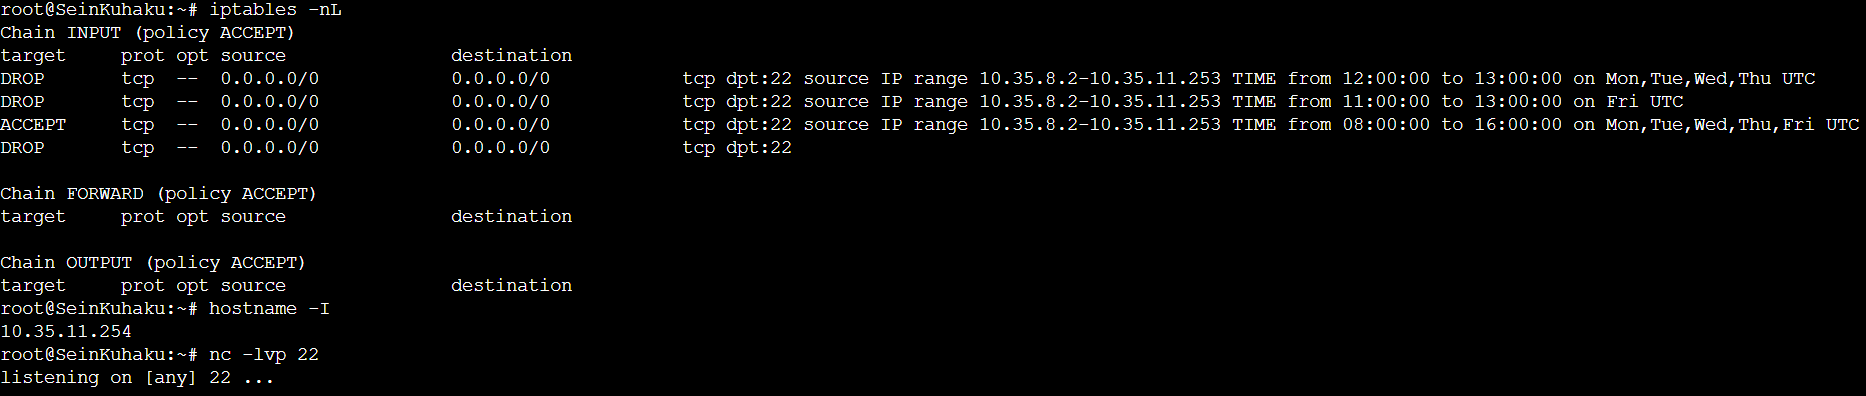 root@SeinKuhaku:~# iptables -nL
Chain INPUT (policy ACCEPT)
target     prot opt source               destination
DROP       tcp  --  0.0.0.0/0            0.0.0.0/0            tcp dpt:22 source IP range 10.35.8.2-10.35.11.253 TIME from 12:00:00 to 13:00:00 on Mon,Tue,Wed,Thu UTC
DROP       tcp  --  0.0.0.0/0            0.0.0.0/0            tcp dpt:22 source IP range 10.35.8.2-10.35.11.253 TIME from 11:00:00 to 13:00:00 on Fri UTC
ACCEPT     tcp  --  0.0.0.0/0            0.0.0.0/0            tcp dpt:22 source IP range 10.35.8.2-10.35.11.253 TIME from 08:00:00 to 16:00:00 on Mon,Tue,Wed,Thu,Fri UTC
DROP       tcp  --  0.0.0.0/0            0.0.0.0/0            tcp dpt:22

Chain FORWARD (policy ACCEPT)
target     prot opt source               destination

Chain OUTPUT (policy ACCEPT)
target     prot opt source               destination
root@SeinKuhaku:~# hostname -I
10.35.11.254
root@SeinKuhaku:~# nc -lvp 22
listening on [any] 22 ...